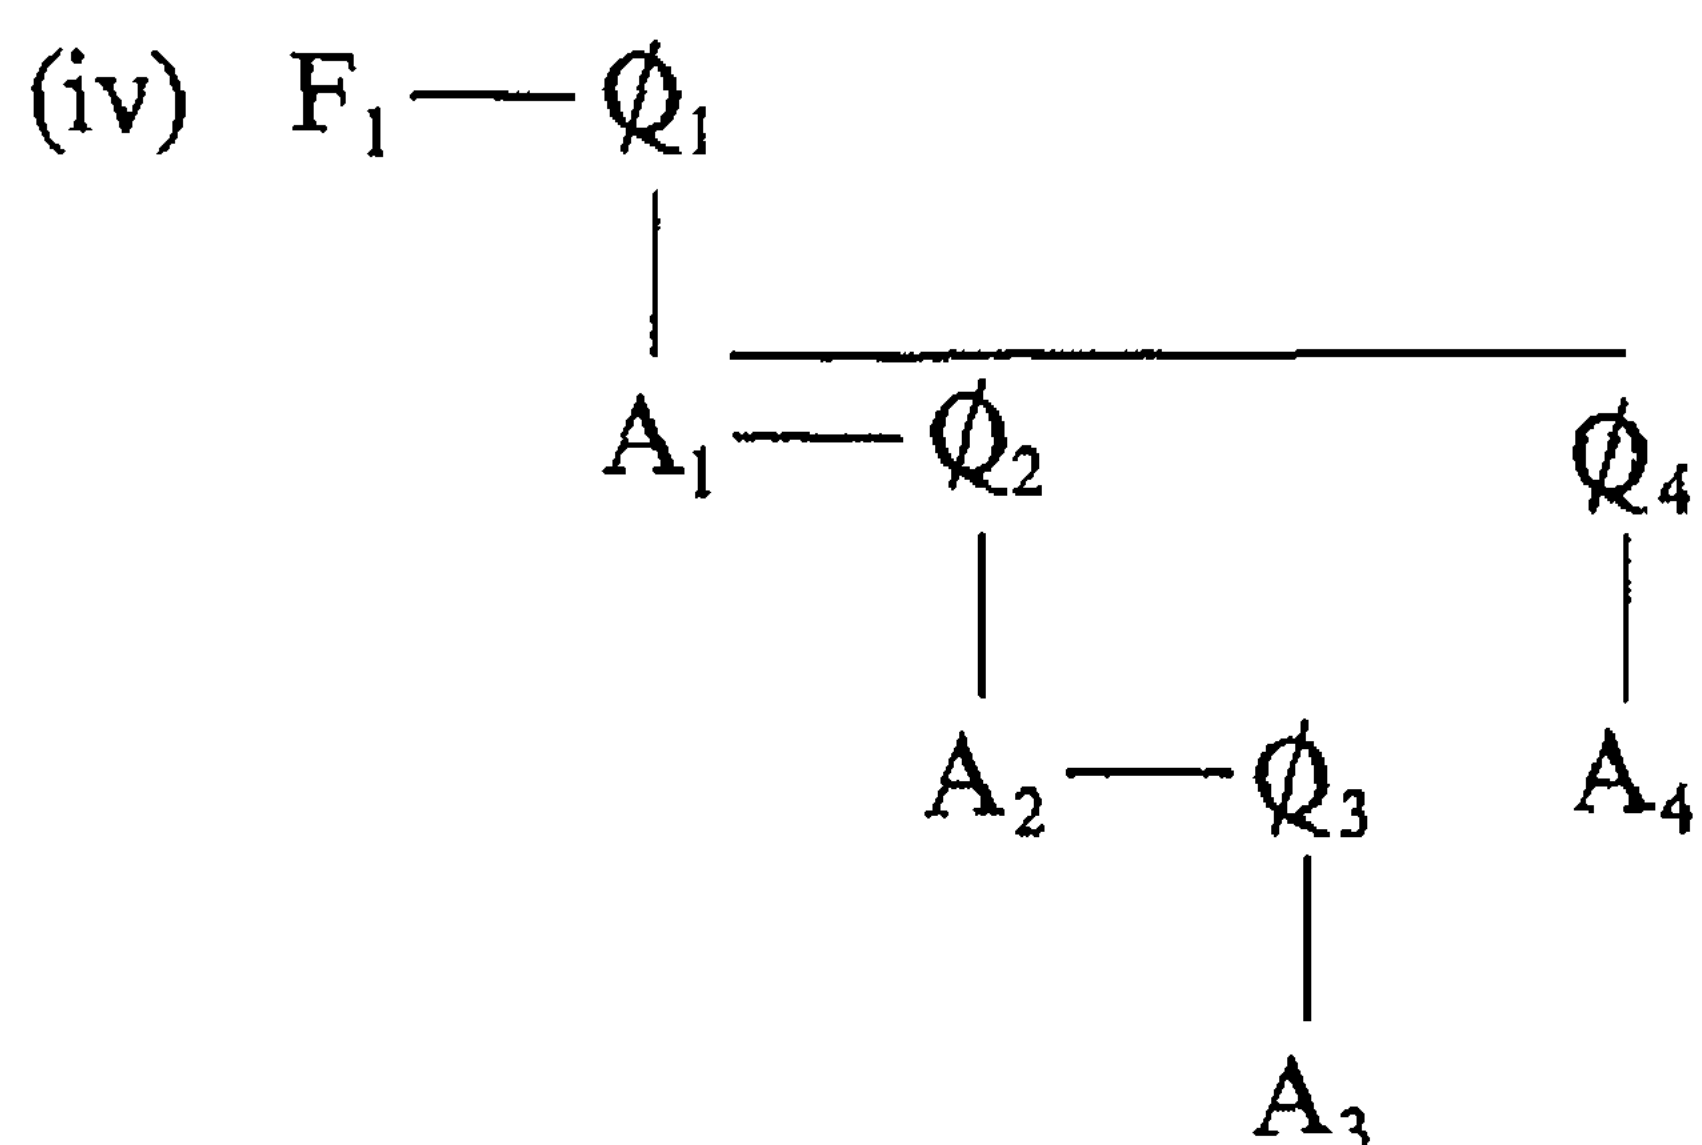 (iv) F₁ — Q̸₁
A₁ — Q̸₂ Q̸₄
A₂ — Q̸₃ A₄
A₃